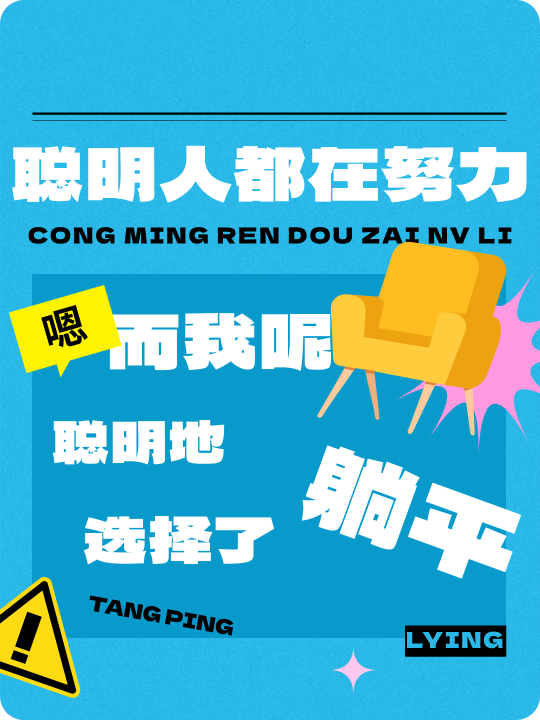 聪明人都在努力
CONG MING REN DOU ZAI NV LI
嗯
而我呢
聪明地
躺平
选择了
TANG PING
LYING